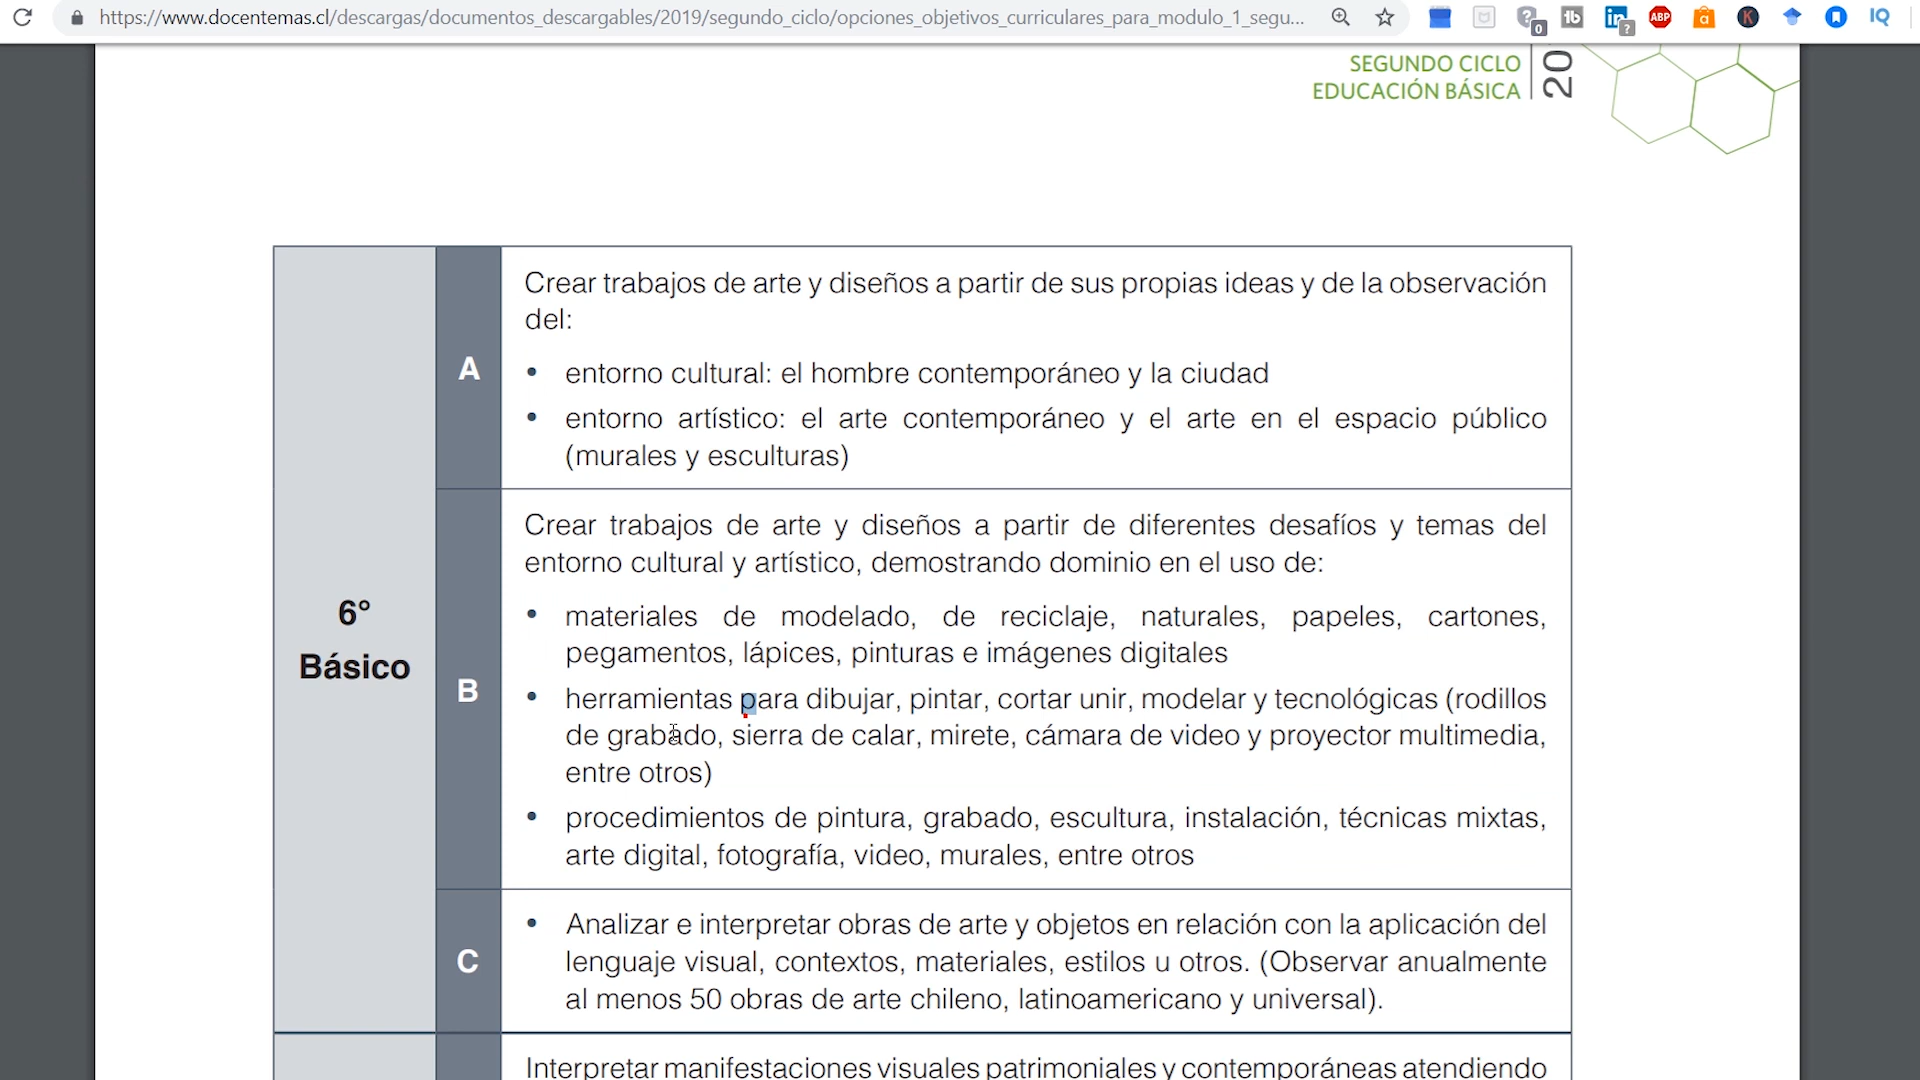 https://www.docentemas.cl/descargas/documentos_descargables/2019/segundo_ciclo/opciones_objetivos_curriculares_para_modulo_1_segu...
0
?
ABP
a
K
IQ
SEGUNDO CICLO
EDUCACIÓN BÁSICA
20
6°
Básico
A
Crear trabajos de arte y diseños a partir de sus propias ideas y de la observación
del:
• entorno cultural: el hombre contemporáneo y la ciudad
• entorno artístico: el arte contemporáneo y el arte en el espacio público
(murales y esculturas)
B
Crear trabajos de arte y diseños a partir de diferentes desafíos y temas del
entorno cultural y artístico, demostrando dominio en el uso de:
• materiales de modelado, de reciclaje, naturales, papeles, cartones,
pegamentos, lápices, pinturas e imágenes digitales
• herramientas para dibujar, pintar, cortar unir, modelar y tecnológicas (rodillos
de grabado, sierra de calar, mirete, cámara de video y proyector multimedia,
entre otros)
• procedimientos de pintura, grabado, escultura, instalación, técnicas mixtas,
arte digital, fotografía, video, murales, entre otros
C
• Analizar e interpretar obras de arte y objetos en relación con la aplicación del
lenguaje visual, contextos, materiales, estilos u otros. (Observar anualmente
al menos 50 obras de arte chileno, latinoamericano y universal).
Interpretar manifestaciones visuales patrimoniales y contemporáneas atendiendo